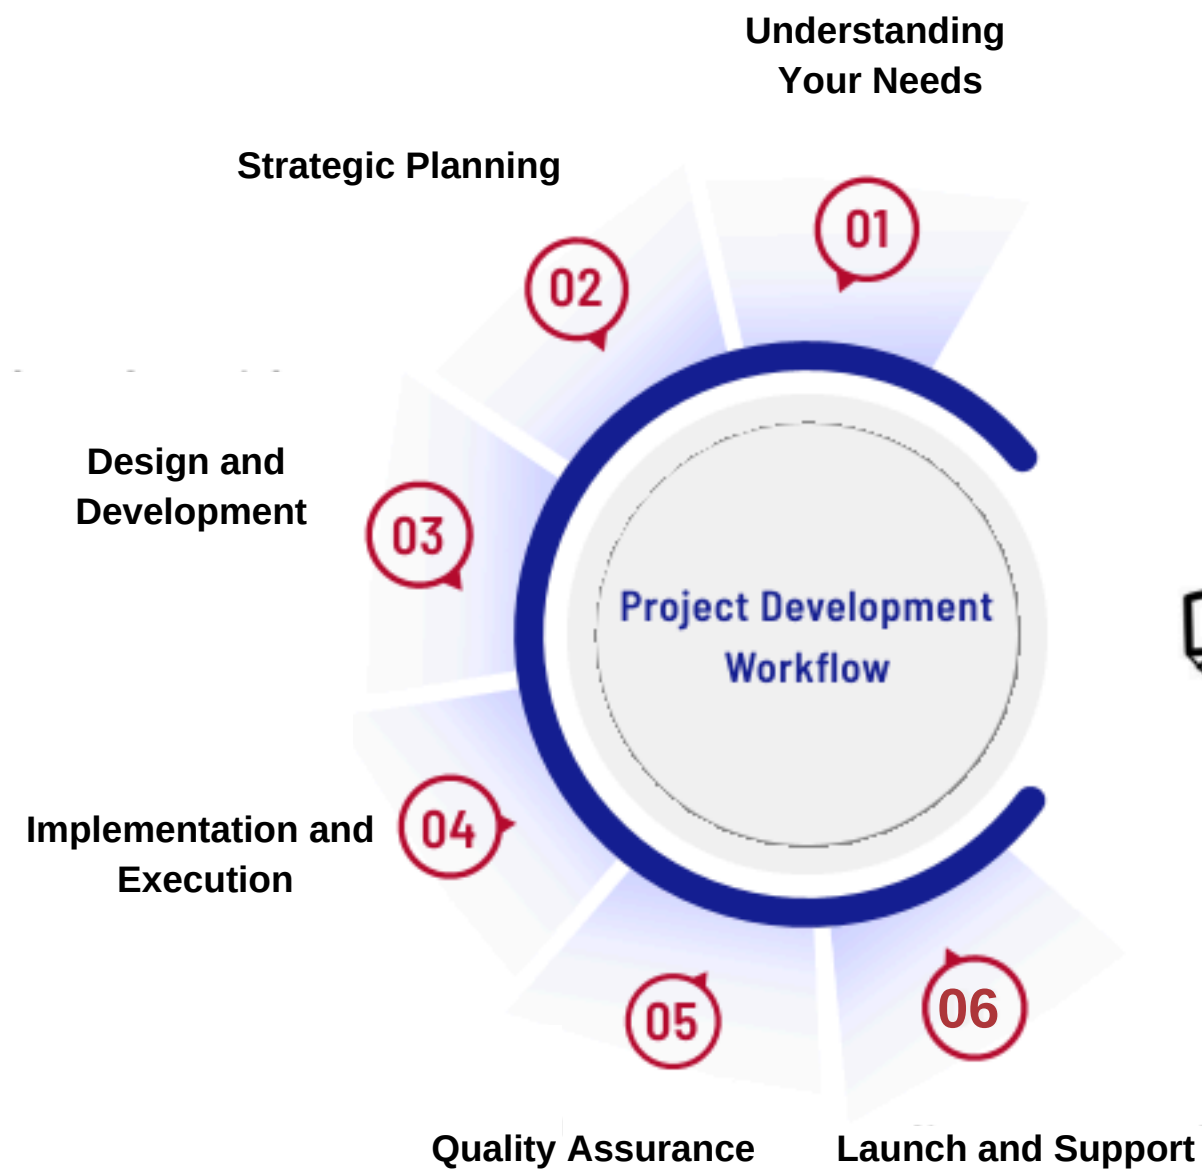 Understanding
Your Needs
01
Strategic Planning
02
Design and
Development
03
Project Development
Workflow
Implementation and
Execution
04
05
Quality Assurance
06
Launch and Support